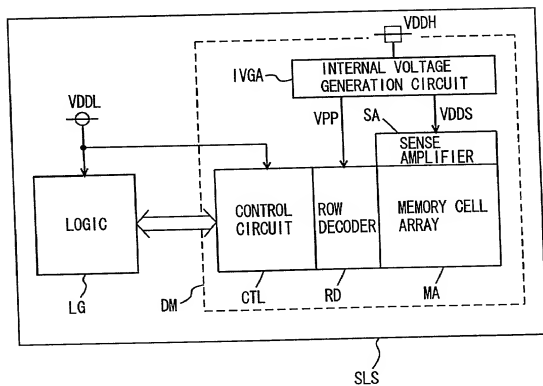 VDDH
IVGA
INTERNAL VOLTAGE
GENERATION CIRCUIT
VDDL
VPP
SA
VDDS
SENSE
AMPLIFIER
LOGIC
CONTROL
CIRCUIT
ROW
DECODER
MEMORY CELL
ARRAY
LG
DM
CTL
RD
MA
SLS